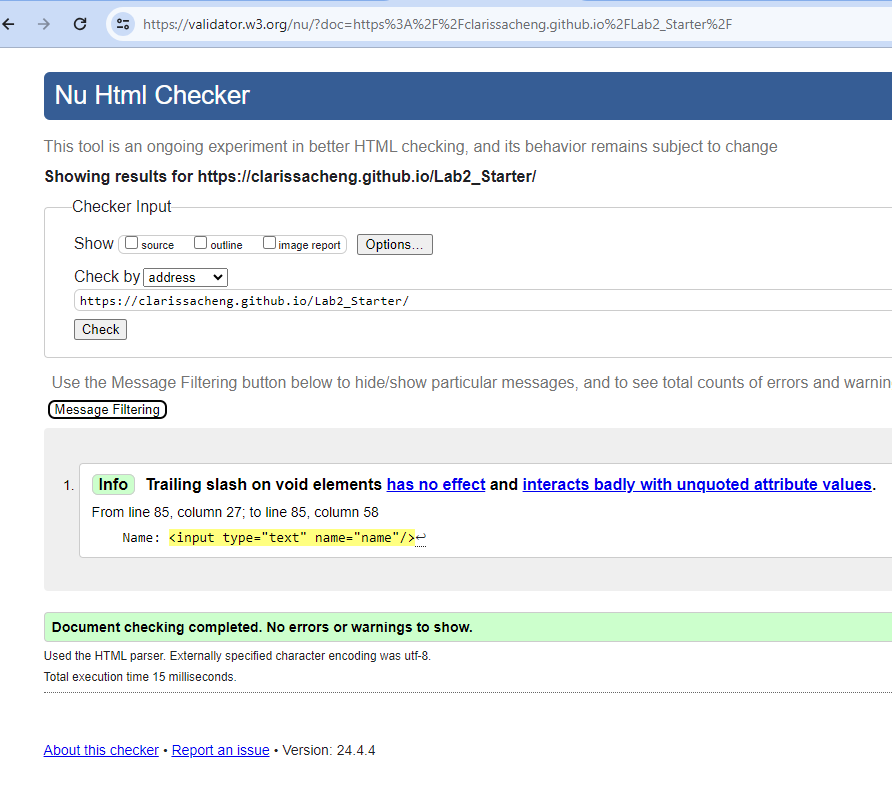 https://validator.w3.org/nu/?doc=https%3A%2F%2Fclarissacheng.github.io%2FLab2_Starter%2F
Nu Html Checker
This tool is an ongoing experiment in better HTML checking, and its behavior remains subject to change
Showing results for https://clarissacheng.github.io/Lab2_Starter/
Checker Input
Show source outline image report Options...
Check by address
https://clarissacheng.github.io/Lab2_Starter/
Check
Use the Message Filtering button below to hide/show particular messages, and to see total counts of errors and warnin
Message Filtering
1. Info Trailing slash on void elements has no effect and interacts badly with unquoted attribute values.
From line 85, column 27; to line 85, column 58
Name: <input type="text" name="name"/>↩
Document checking completed. No errors or warnings to show.
Used the HTML parser. Externally specified character encoding was utf-8.
Total execution time 15 milliseconds.
About this checker • Report an issue • Version: 24.4.4